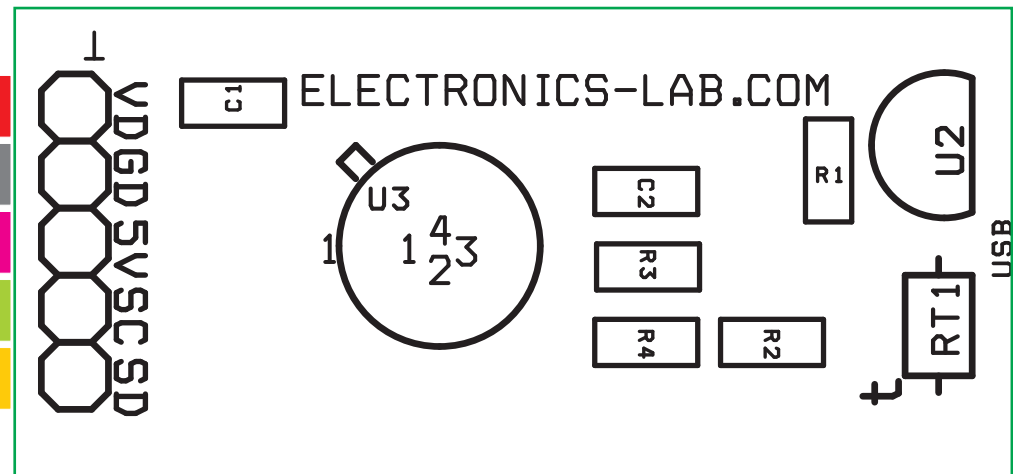 1
VD
GD
5V
SC
SD
C1
ELECTRONICS-LAB.COM
U3
1
1
4
3
2
C2
R3
R4
R2
R1
U2
USB
RT1
t